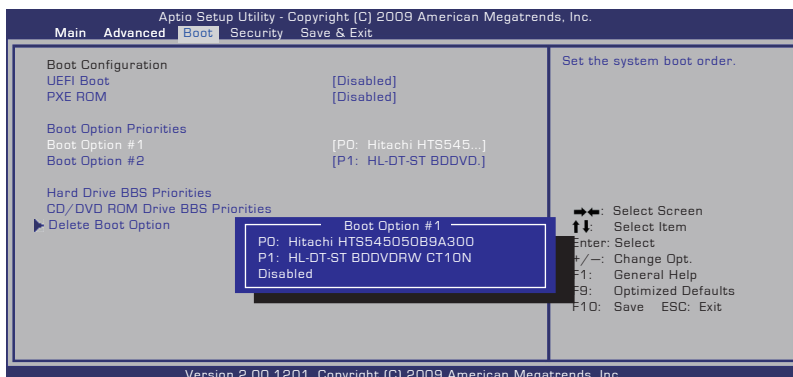 Aptio Setup Utility - Copyright (C) 2009 American Megatrends, Inc.
Main Advanced Boot Security Save & Exit
Boot Configuration
UEFI Boot [Disabled]
PXE ROM [Disabled]
Boot Option Priorities
Boot Option #1 [P0: Hitachi HTS545...]
Boot Option #2 [P1: HL-DT-ST BDDVD.]
Hard Drive BBS Priorities
CD/DVD ROM Drive BBS Priorities
Delete Boot Option
Boot Option #1
P0: Hitachi HTS545050B9A300
P1: HL-DT-ST BDDVDRW CT10N
Disabled
Set the system boot order.
→←: Select Screen
↑↓: Select Item
Enter: Select
+/—: Change Opt.
F1: General Help
F9: Optimized Defaults
F10: Save ESC: Exit
Version 2.00.1201. Copyright (C) 2009 American Megatrends, Inc.